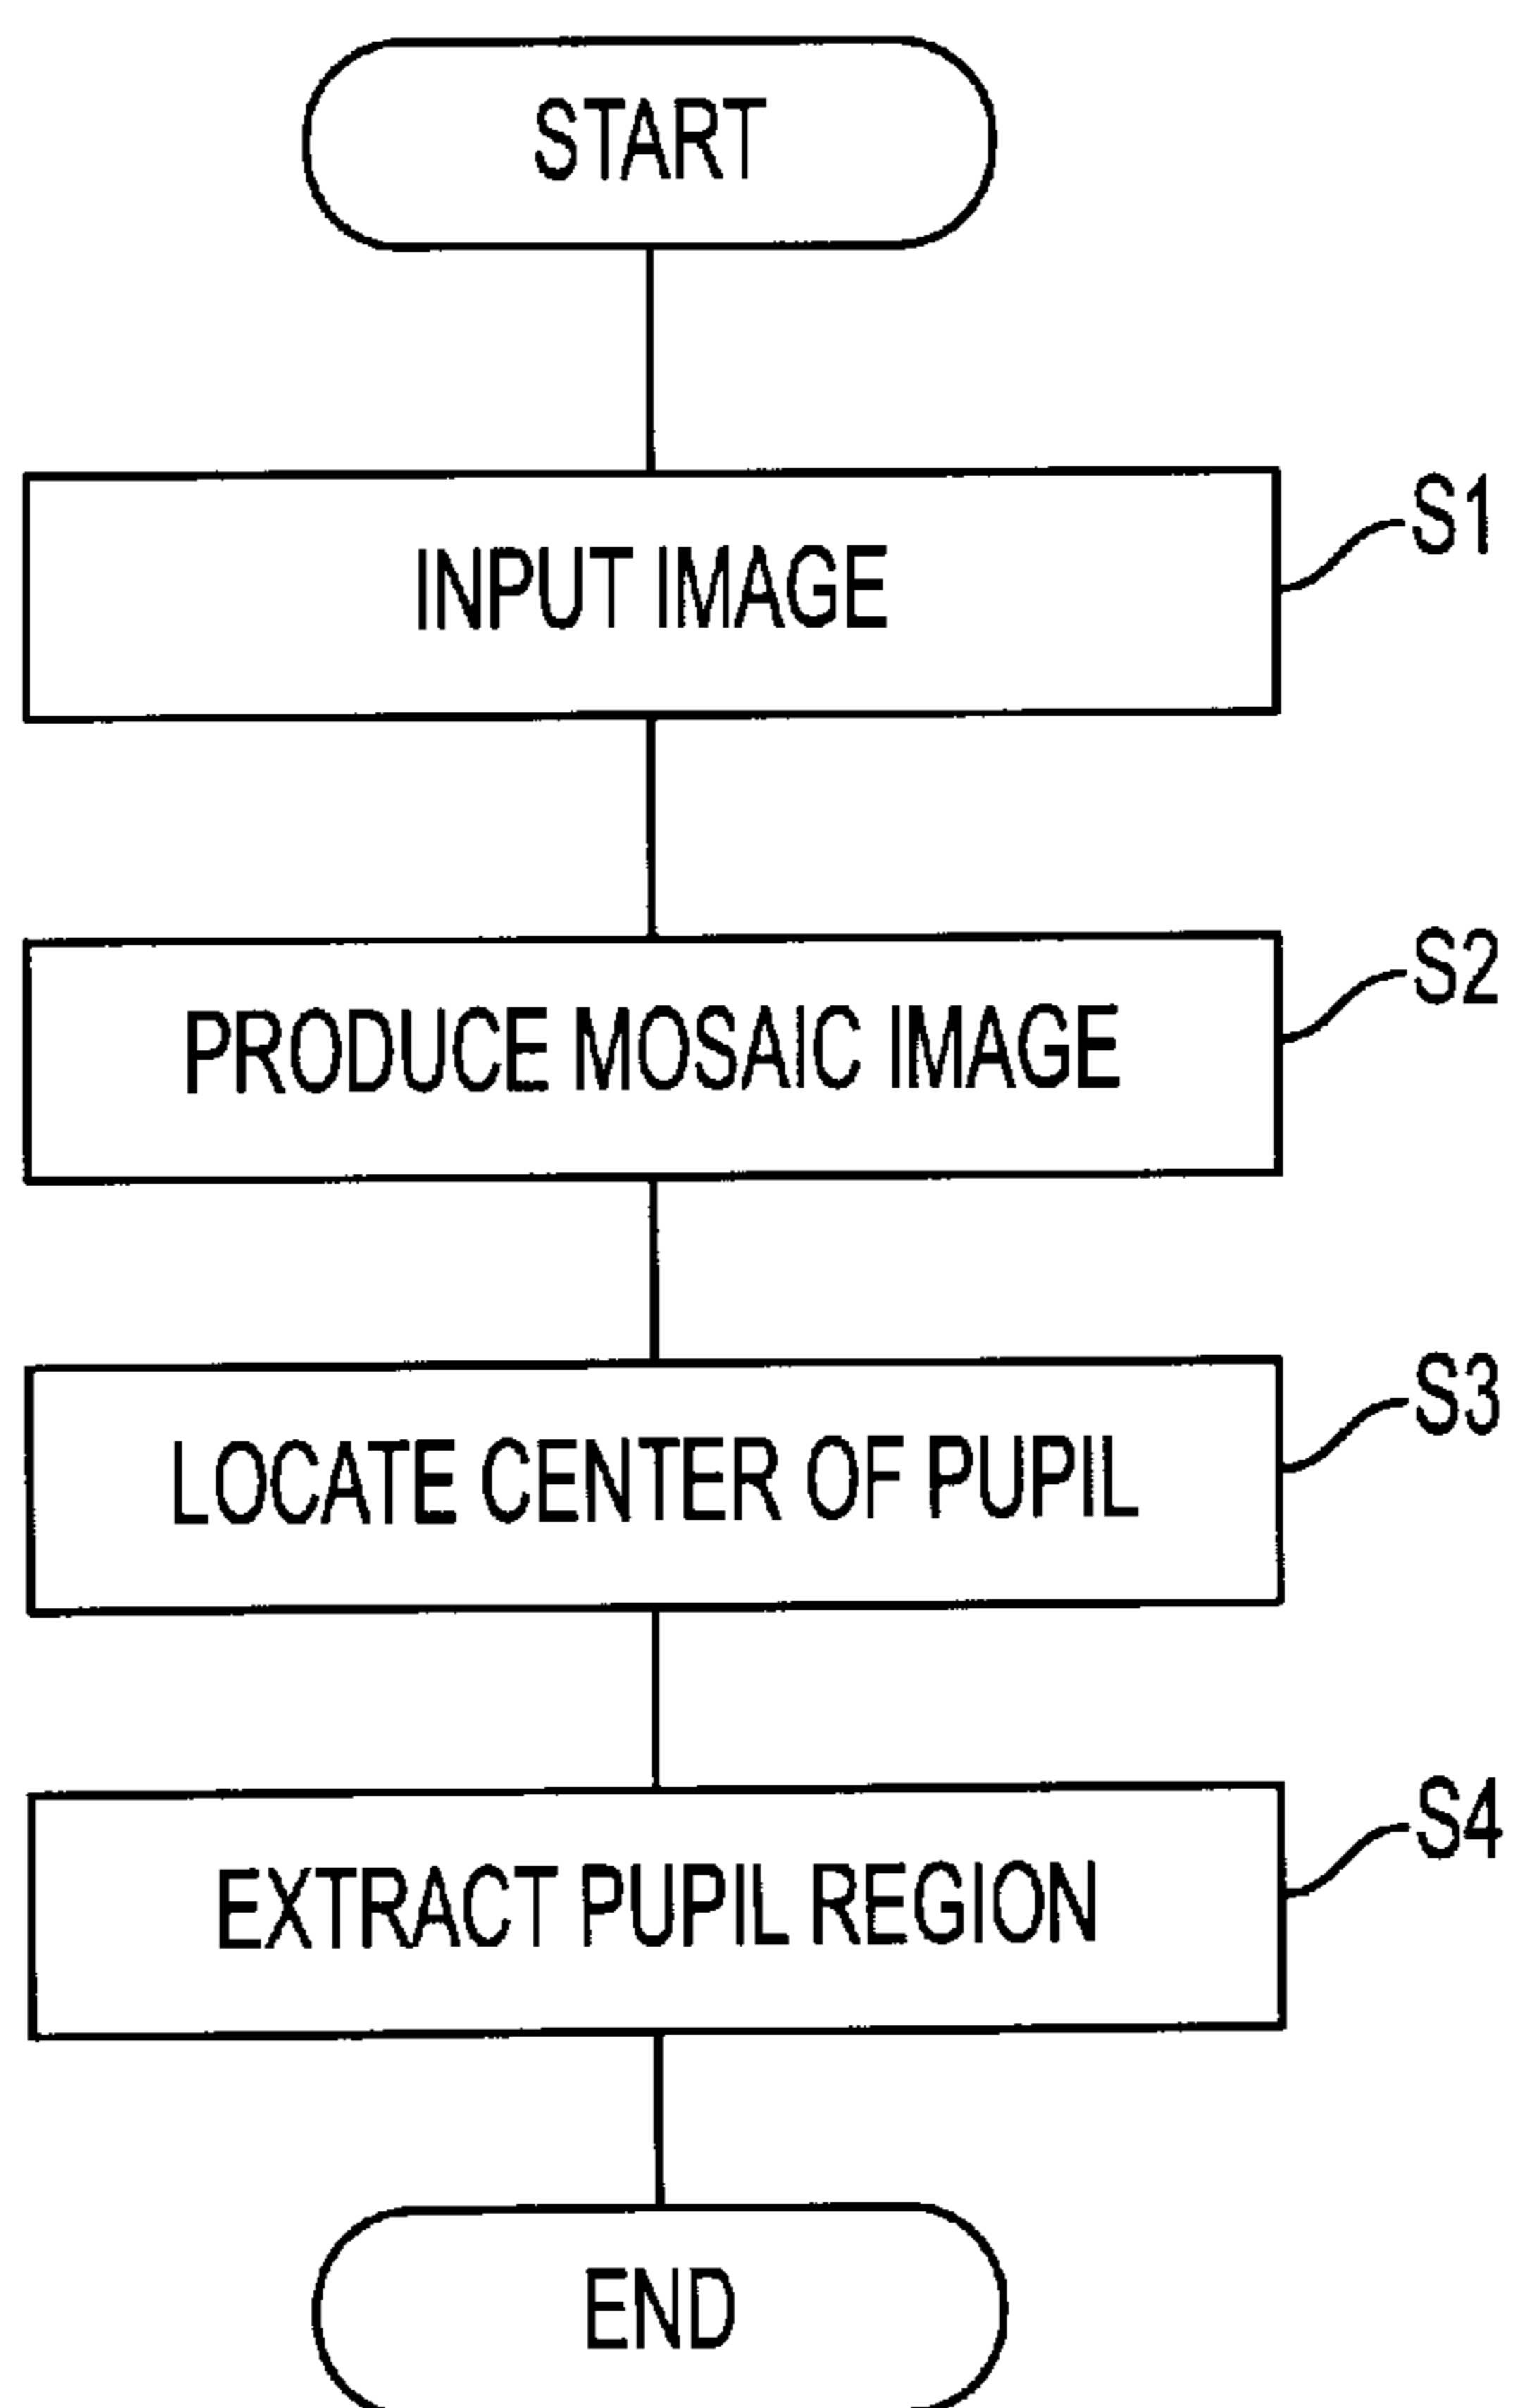 START
INPUT IMAGE
S1
PRODUCE MOSAIC IMAGE
S2
LOCATE CENTER OF PUPIL
S3
EXTRACT PUPIL REGION
S4
END